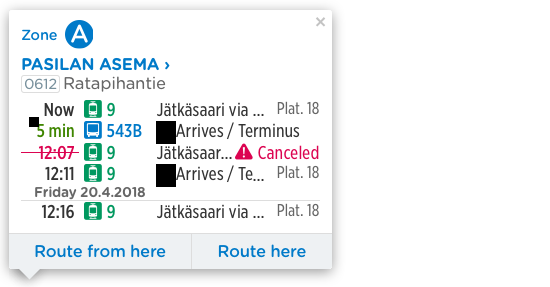 Zone A
PASILAN ASEMA ›
0612 Ratapihantie
Now 9 Jätkäsaari via ... Plat. 18
5 min 543B Arrives / Terminus
12:07 9 Jätkäsaar... Canceled
12:11 9 Arrives / Te... Plat. 18
Friday 20.4.2018
12:16 9 Jätkäsaari via ... Plat. 18
Route from here Route here